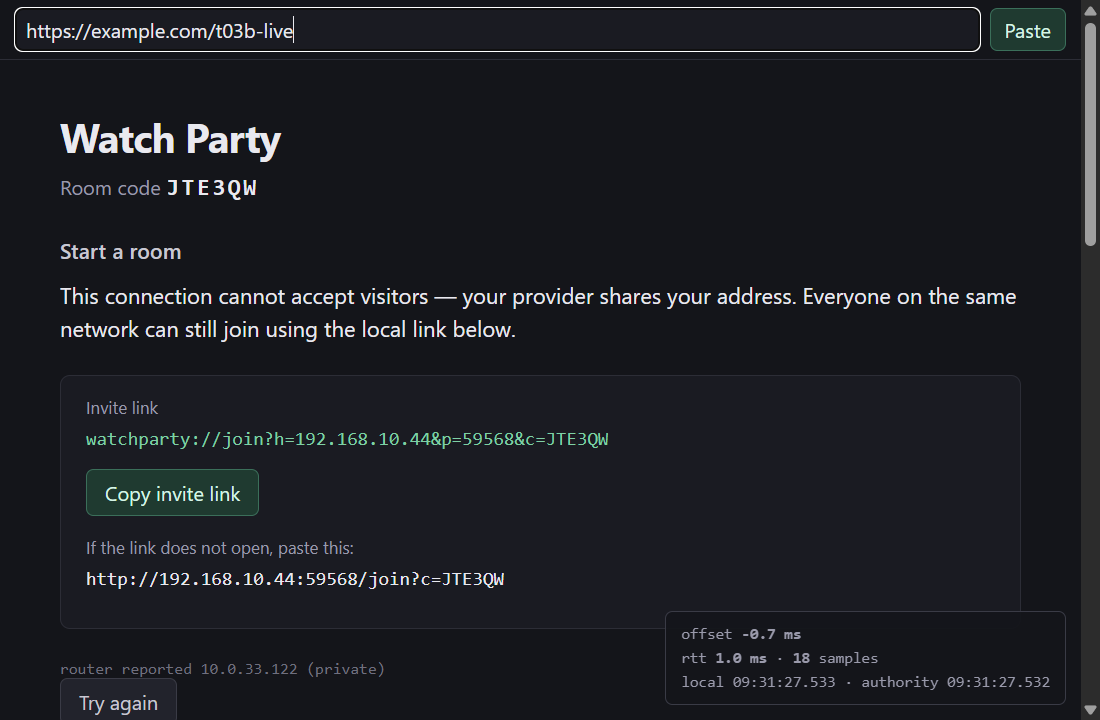 https://example.com/t03b-live
Paste
Watch Party
Room code JTE3QW
Start a room
This connection cannot accept visitors — your provider shares your address. Everyone on the same
network can still join using the local link below.
Invite link
watchparty://join?h=192.168.10.44&p=59568&c=JTE3QW
Copy invite link
If the link does not open, paste this:
http://192.168.10.44:59568/join?c=JTE3QW
router reported 10.0.33.122 (private)
Try again
offset -0.7 ms
rtt 1.0 ms · 18 samples
local 09:31:27.533 · authority 09:31:27.532